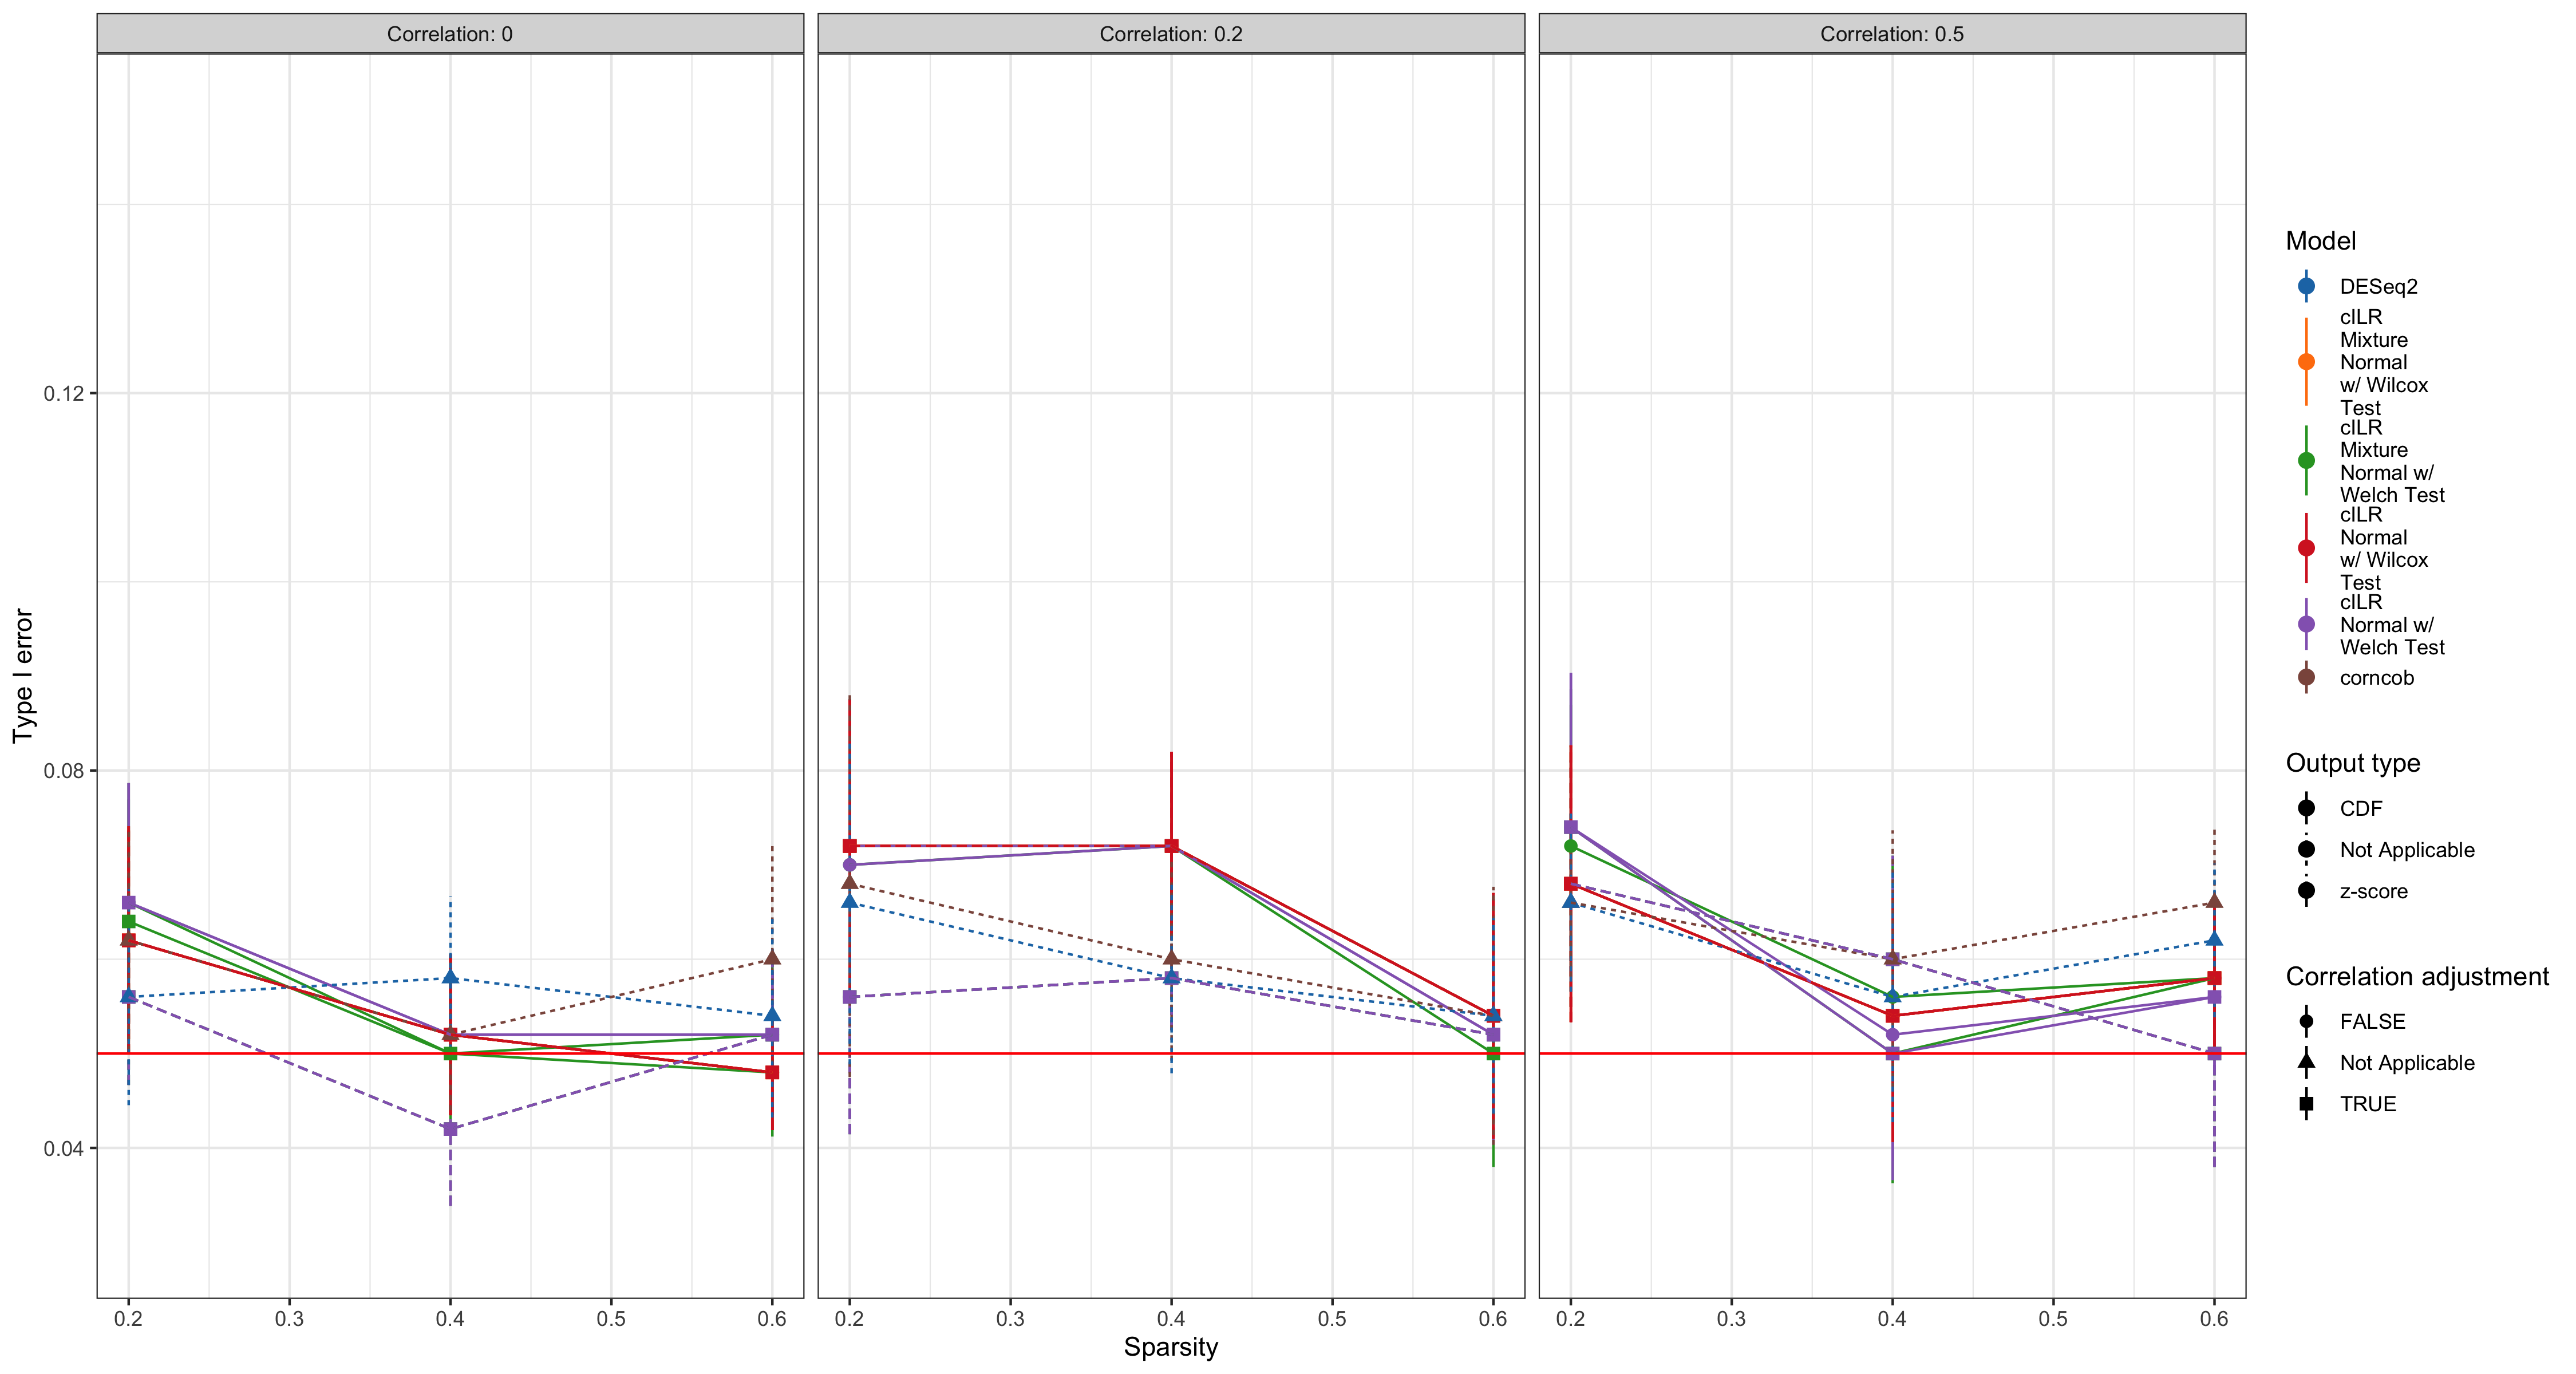 Correlation: 0
Correlation: 0.2
Correlation: 0.5
Type I error
0.12
0.08
0.04
0.2
0.3
0.4
0.5
0.6
0.2
0.3
0.4
0.5
0.6
0.2
0.3
0.4
0.5
0.6
Sparsity
Model
DESeq2
cILR
Mixture
Normal
w/ Wilcox
Test
cILR
Mixture
Normal w/
Welch Test
cILR
Normal
w/ Wilcox
Test
cILR
Normal w/
Welch Test
corncob
Output type
CDF
Not Applicable
z-score
Correlation adjustment
FALSE
Not Applicable
TRUE